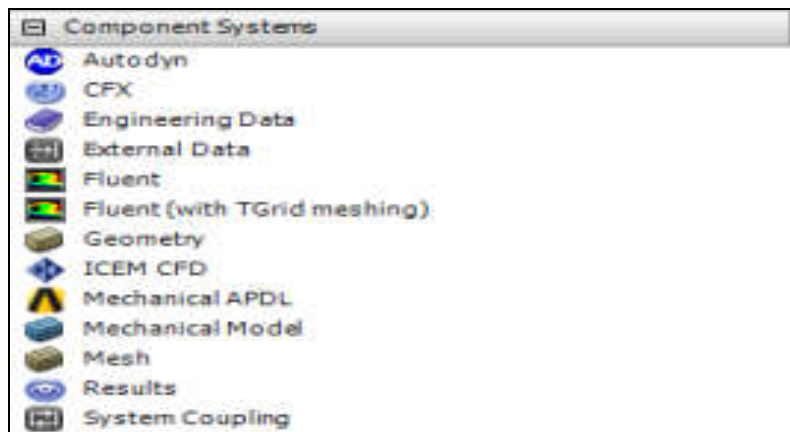 Component Systems
AD Autodyn
CFX
Engineering Data
External Data
Fluent
Fluent (with TGrid meshing)
Geometry
ICEM CFD
Mechanical APDL
Mechanical Model
Mesh
Results
System Coupling